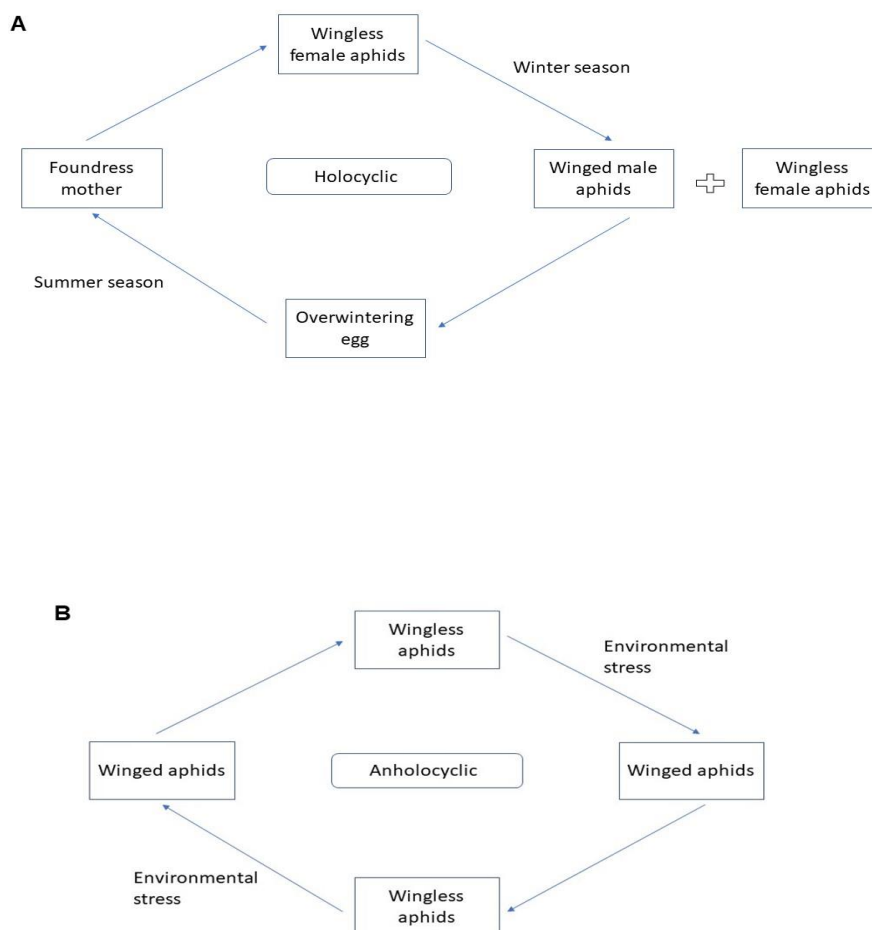 A
Wingless
female aphids
Winter season
Foundress
mother
Holocyclic
Winged male
aphids
Wingless
female aphids
Summer season
Overwintering
egg
B
Wingless
aphids
Environmental
stress
Winged aphids
Anholocyclic
Winged aphids
Environmental
stress
Wingless
aphids